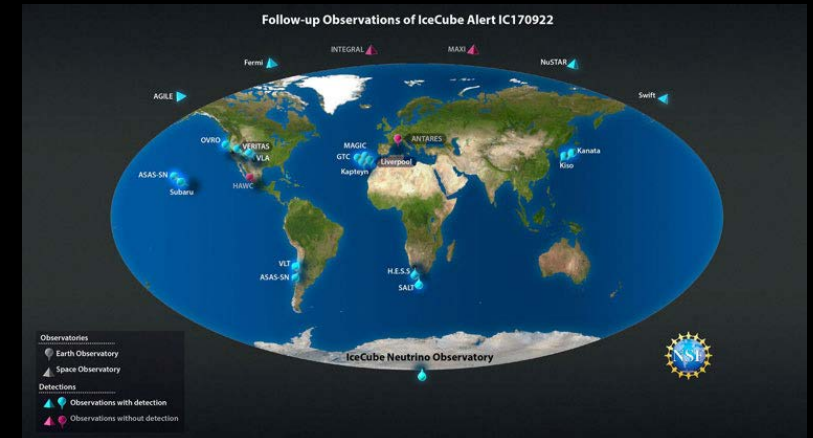 Follow-up Observations of IceCube Alert IC170922
INTEGRAL
MAXI
Fermi
NuSTAR
AGILE
Swift
OVRO
VERITAS
VLA
MAGIC
ANTARES
GTC
Liverpool
Kapteyn
Kanata
Kiso
ASAS-SN
Subaru
HAWC
VLT
ASAS-SN
H.E.S.S
SALT
IceCube Neutrino Observatory
Observatories
Earth Observatory
Space Observatory
Detections
Observations with detection
Observations without detection
NSF